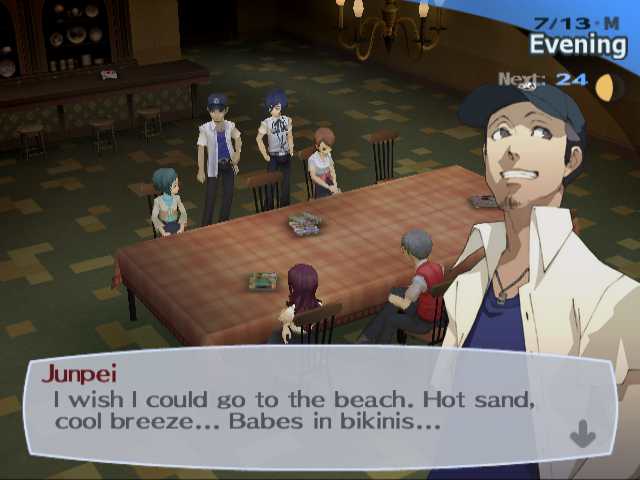 7/13·M
Evening
Next: 24
Junpei
I wish I could go to the beach. Hot sand,
cool breeze... Babes in bikinis...